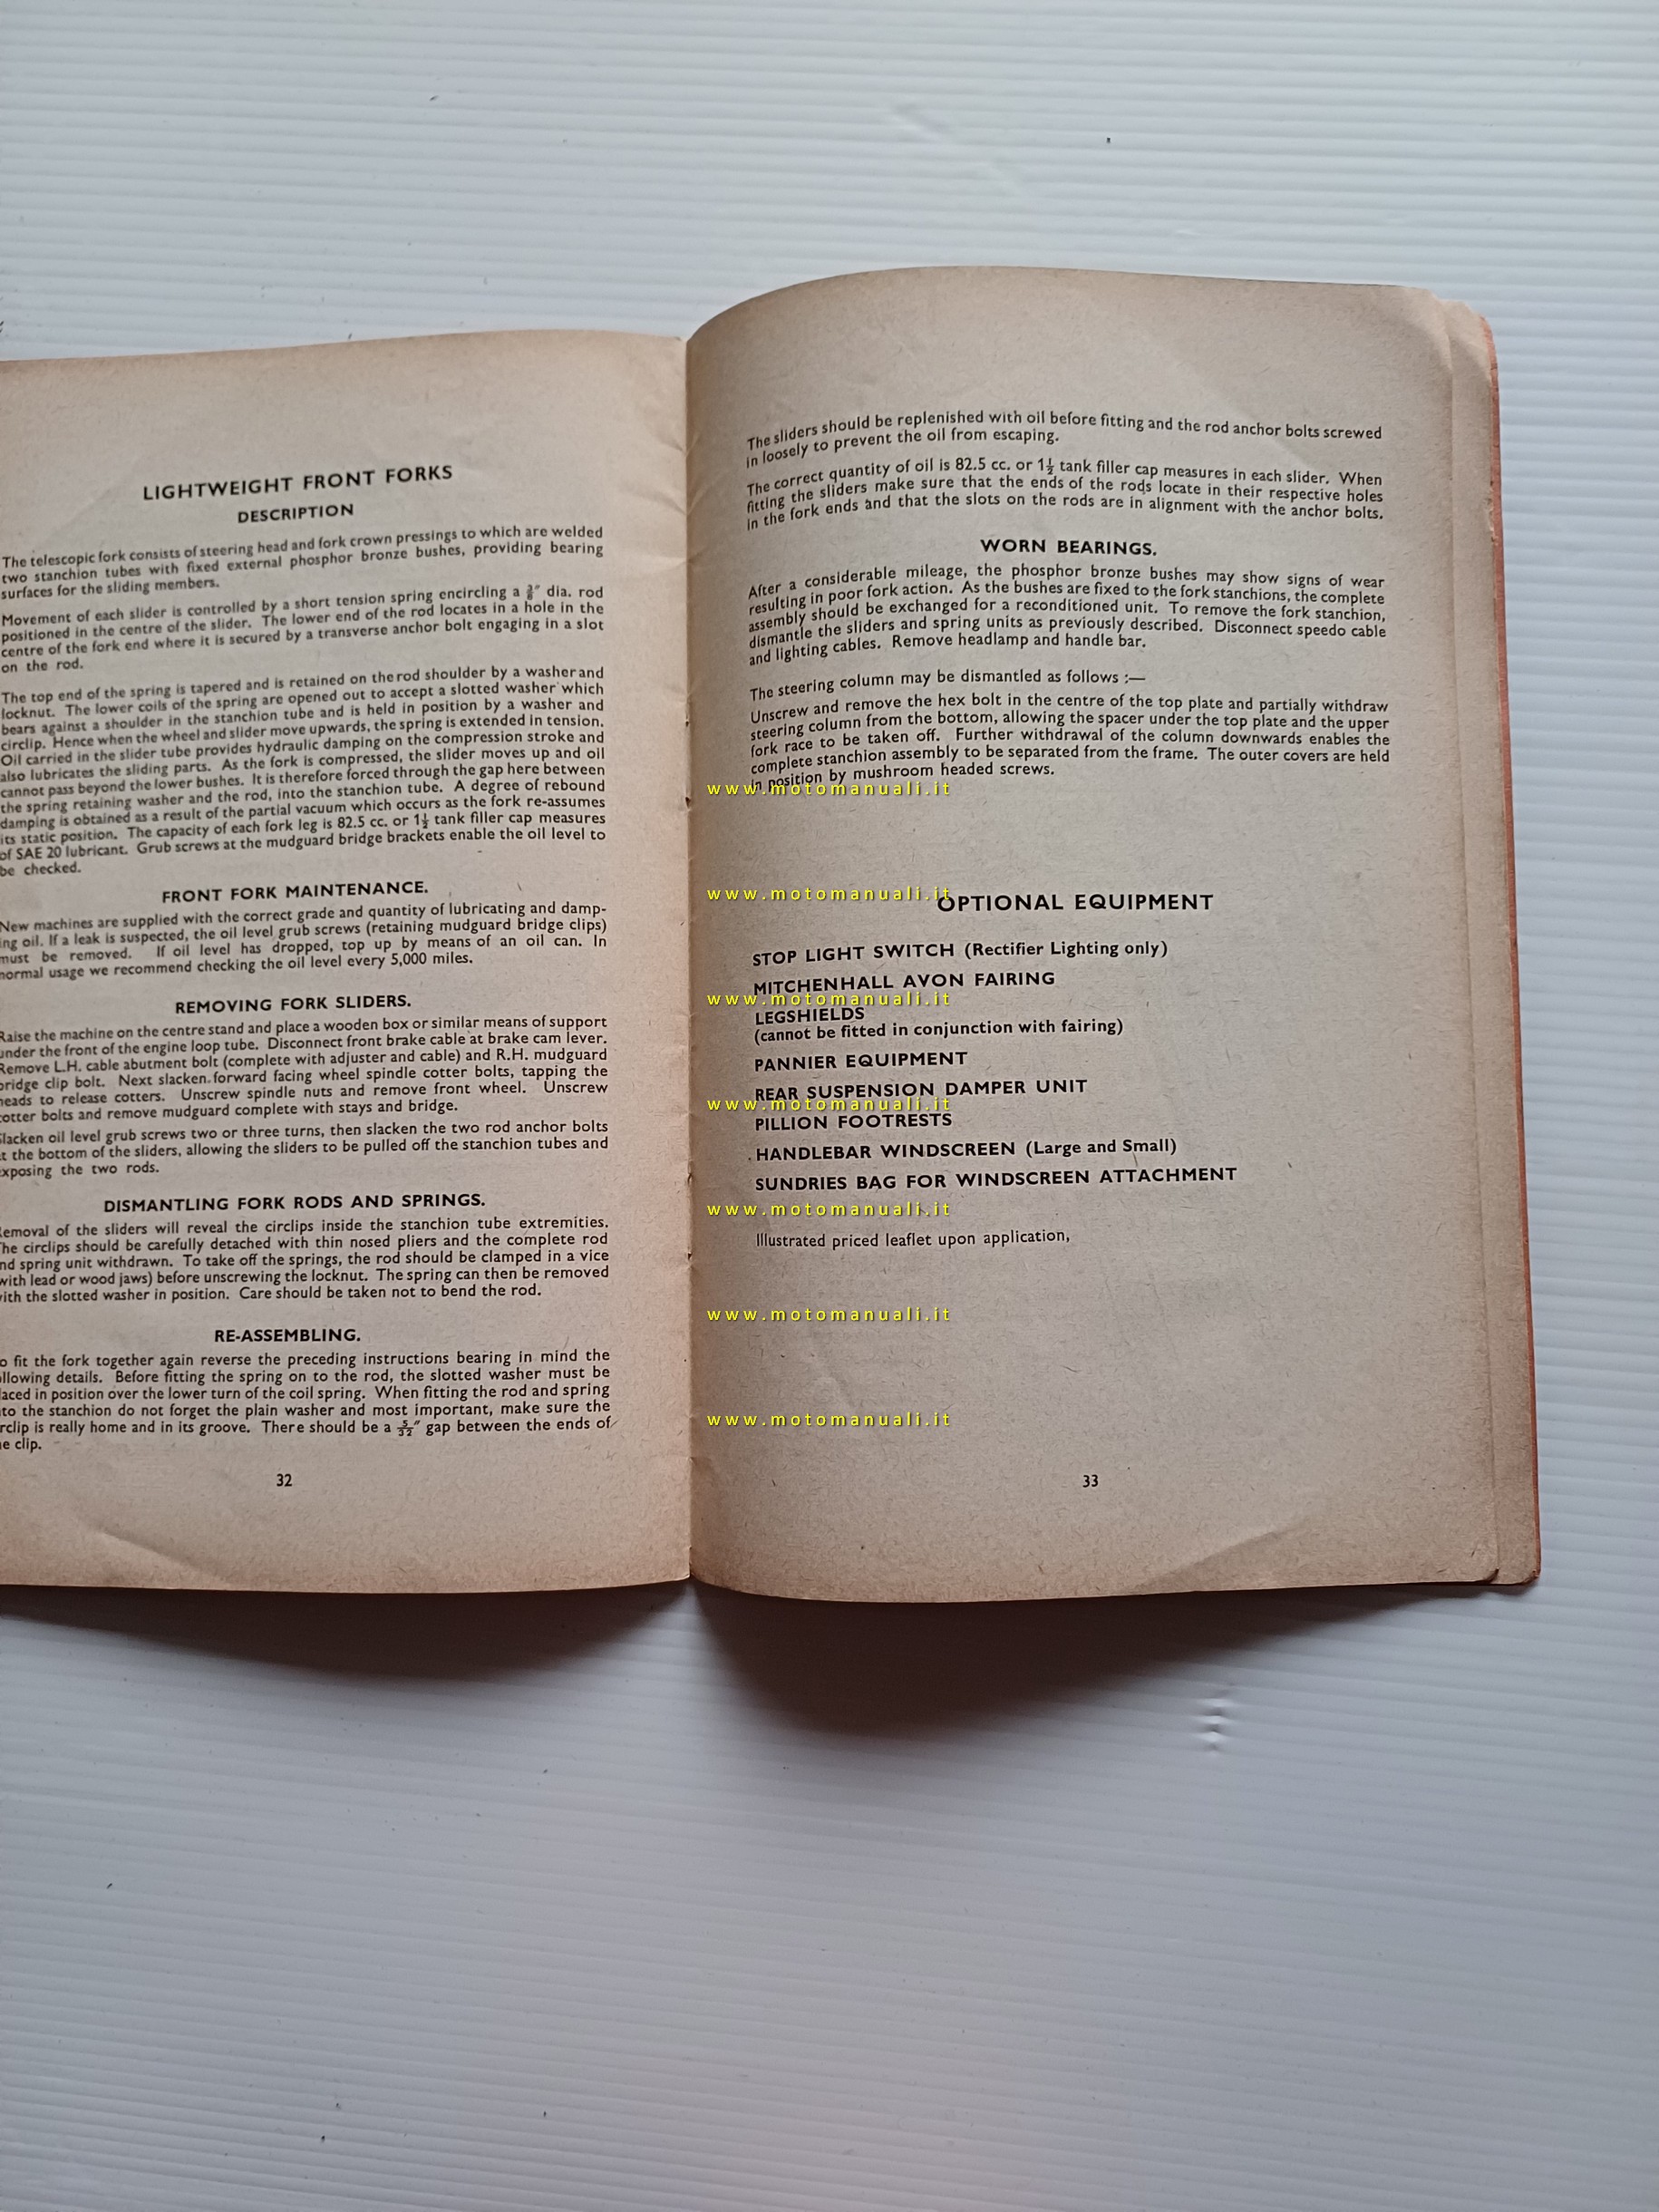 LIGHTWEIGHT FRONT FORKS
DESCRIPTION
The telescopic fork consists of steering head and fork crown pressings to which are welded
two stanchion tubes with fixed external phosphor bronze bushes, providing bearing
surfaces for the sliding members.
Movement of each slider is controlled by a short tension spring encircling a ⅜″ dia. rod
positioned in the centre of the slider. The lower end of the rod locates in a hole in the
centre of the fork end where it is secured by a transverse anchor bolt engaging in a slot
on the rod.
The top end of the spring is tapered and is retained on the rod shoulder by a washer and
locknut. The lower coils of the spring are opened out to accept a slotted washer which
bears against a shoulder in the stanchion tube and is held in position by a washer and
circlip. Hence when the wheel and slider move upwards, the spring is extended in tension.
Oil carried in the slider tube provides hydraulic damping on the compression stroke and
also lubricates the sliding parts. As the fork is compressed, the slider moves up and oil
cannot pass beyond the lower bushes. It is therefore forced through the gap here between
the spring retaining washer and the rod, into the stanchion tube. A degree of rebound
damping is obtained as a result of the partial vacuum which occurs as the fork re-assumes
its static position. The capacity of each fork leg is 82.5 cc. or 1½ tank filler cap measures
of SAE 20 lubricant. Grub screws at the mudguard bridge brackets enable the oil level to
be checked.
FRONT FORK MAINTENANCE.
New machines are supplied with the correct grade and quantity of lubricating and damp-
ing oil. If a leak is suspected, the oil level grub screws (retaining mudguard bridge clips)
must be removed. If oil level has dropped, top up by means of an oil can. In
normal usage we recommend checking the oil level every 5,000 miles.
REMOVING FORK SLIDERS.
Raise the machine on the centre stand and place a wooden box or similar means of support
under the front of the engine loop tube. Disconnect front brake cable at brake cam lever.
Remove L.H. cable abutment bolt (complete with adjuster and cable) and R.H. mudguard
bridge clip bolt. Next slacken forward facing wheel spindle cotter bolts, tapping the
heads to release cotters. Unscrew spindle nuts and remove front wheel. Unscrew
cotter bolts and remove mudguard complete with stays and bridge.
Slacken oil level grub screws two or three turns, then slacken the two rod anchor bolts
at the bottom of the sliders, allowing the sliders to be pulled off the stanchion tubes and
xposing the two rods.
DISMANTLING FORK RODS AND SPRINGS.
emoval of the sliders will reveal the circlips inside the stanchion tube extremities.
he circlips should be carefully detached with thin nosed pliers and the complete rod
nd spring unit withdrawn. To take off the springs, the rod should be clamped in a vice
with lead or wood jaws) before unscrewing the locknut. The spring can then be removed
ith the slotted washer in position. Care should be taken not to bend the rod.
RE-ASSEMBLING.
o fit the fork together again reverse the preceding instructions bearing in mind the
llowing details. Before fitting the spring on to the rod, the slotted washer must be
laced in position over the lower turn of the coil spring. When fitting the rod and spring
to the stanchion do not forget the plain washer and most important, make sure the
rclip is really home and in its groove. There should be a 5/32″ gap between the ends of
e clip.
32
The sliders should be replenished with oil before fitting and the rod anchor bolts screwed
in loosely to prevent the oil from escaping.
The correct quantity of oil is 82.5 cc. or 1½ tank filler cap measures in each slider. When
fitting the sliders make sure that the ends of the rods locate in their respective holes
in the fork ends and that the slots on the rods are in alignment with the anchor bolts.
WORN BEARINGS.
After a considerable mileage, the phosphor bronze bushes may show signs of wear
resulting in poor fork action. As the bushes are fixed to the fork stanchions, the complete
assembly should be exchanged for a reconditioned unit. To remove the fork stanchion,
dismantle the sliders and spring units as previously described. Disconnect speedo cable
and lighting cables. Remove headlamp and handle bar.
The steering column may be dismantled as follows :—
Unscrew and remove the hex bolt in the centre of the top plate and partially withdraw
steering column from the bottom, allowing the spacer under the top plate and the upper
fork race to be taken off. Further withdrawal of the column downwards enables the
complete stanchion assembly to be separated from the frame. The outer covers are held
in position by mushroom headed screws.
www.motomanuali.it
www.motomanuali.it
OPTIONAL EQUIPMENT
STOP LIGHT SWITCH (Rectifier Lighting only)
MITCHENHALL AVON FAIRING
www.motomanuali.it
LEGSHIELDS
(cannot be fitted in conjunction with fairing)
PANNIER EQUIPMENT
REAR SUSPENSION DAMPER UNIT
www.motomanuali.it
PILLION FOOTRESTS
HANDLEBAR WINDSCREEN (Large and Small)
SUNDRIES BAG FOR WINDSCREEN ATTACHMENT
www.motomanuali.it
Illustrated priced leaflet upon application,
www.motomanuali.it
www.motomanuali.it
33